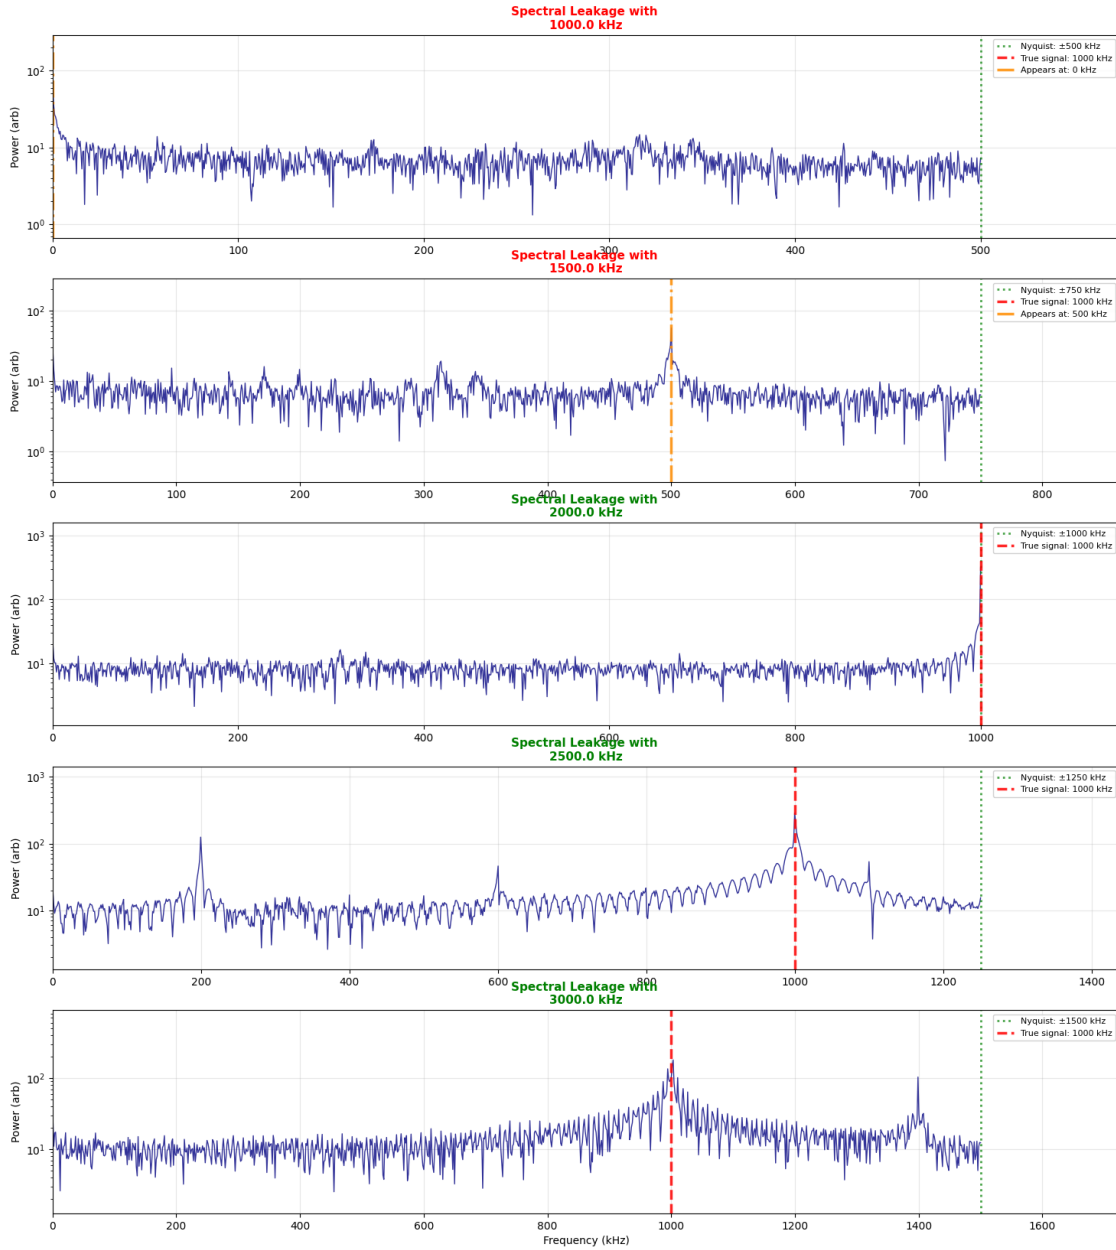 Spectral Leakage with
1000.0 kHz
Power (arb)
10²
10¹
10⁰
Nyquist: ±500 kHz
True signal: 1000 kHz
Appears at: 0 kHz
0 100 200 300 400 500
Spectral Leakage with
1500.0 kHz
Power (arb)
10²
10¹
10⁰
Nyquist: ±750 kHz
True signal: 1000 kHz
Appears at: 500 kHz
0 100 200 300 400 500 600 700 800
Spectral Leakage with
2000.0 kHz
Power (arb)
10³
10²
10¹
Nyquist: ±1000 kHz
True signal: 1000 kHz
0 200 400 600 800 1000
Spectral Leakage with
2500.0 kHz
Power (arb)
10³
10²
10¹
Nyquist: ±1250 kHz
True signal: 1000 kHz
0 200 400 600 800 1000 1200 1400
Spectral Leakage with
3000.0 kHz
Power (arb)
10²
10¹
Nyquist: ±1500 kHz
True signal: 1000 kHz
0 200 400 600 800 1000 1200 1400 1600
Frequency (kHz)